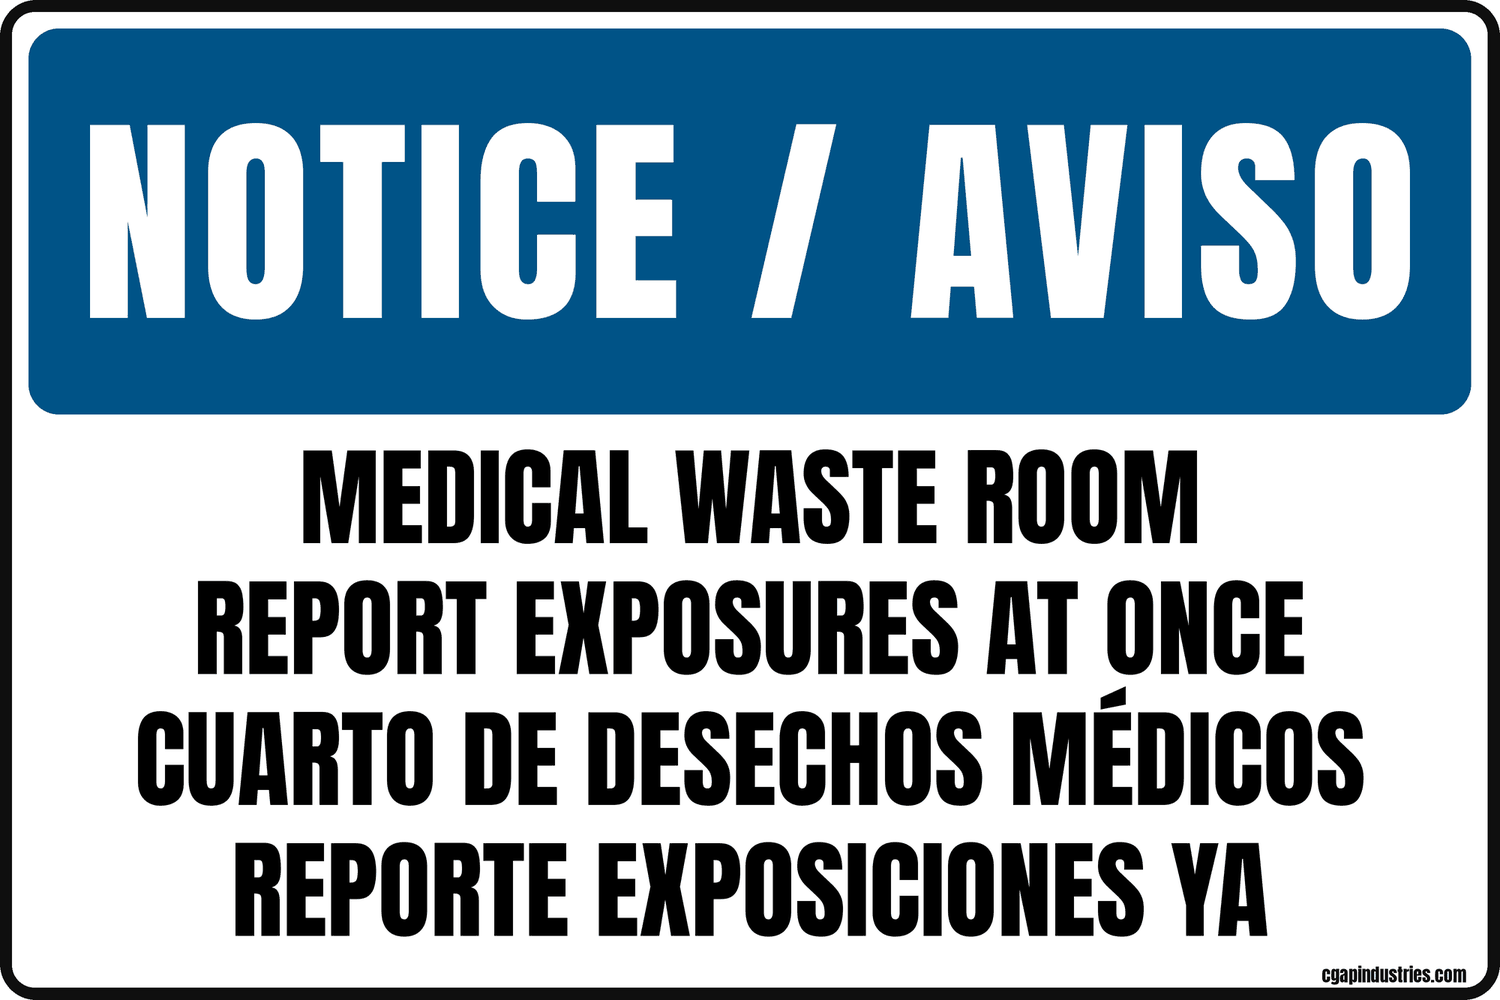 NOTICE / AVISO
MEDICAL WASTE ROOM
REPORT EXPOSURES AT ONCE
CUARTO DE DESECHOS MÉDICOS
REPORTE EXPOSICIONES YA
cgapindustries.com